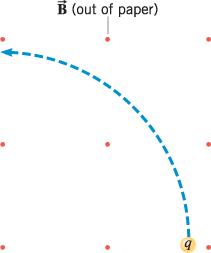 B⃗ (out of paper)
q